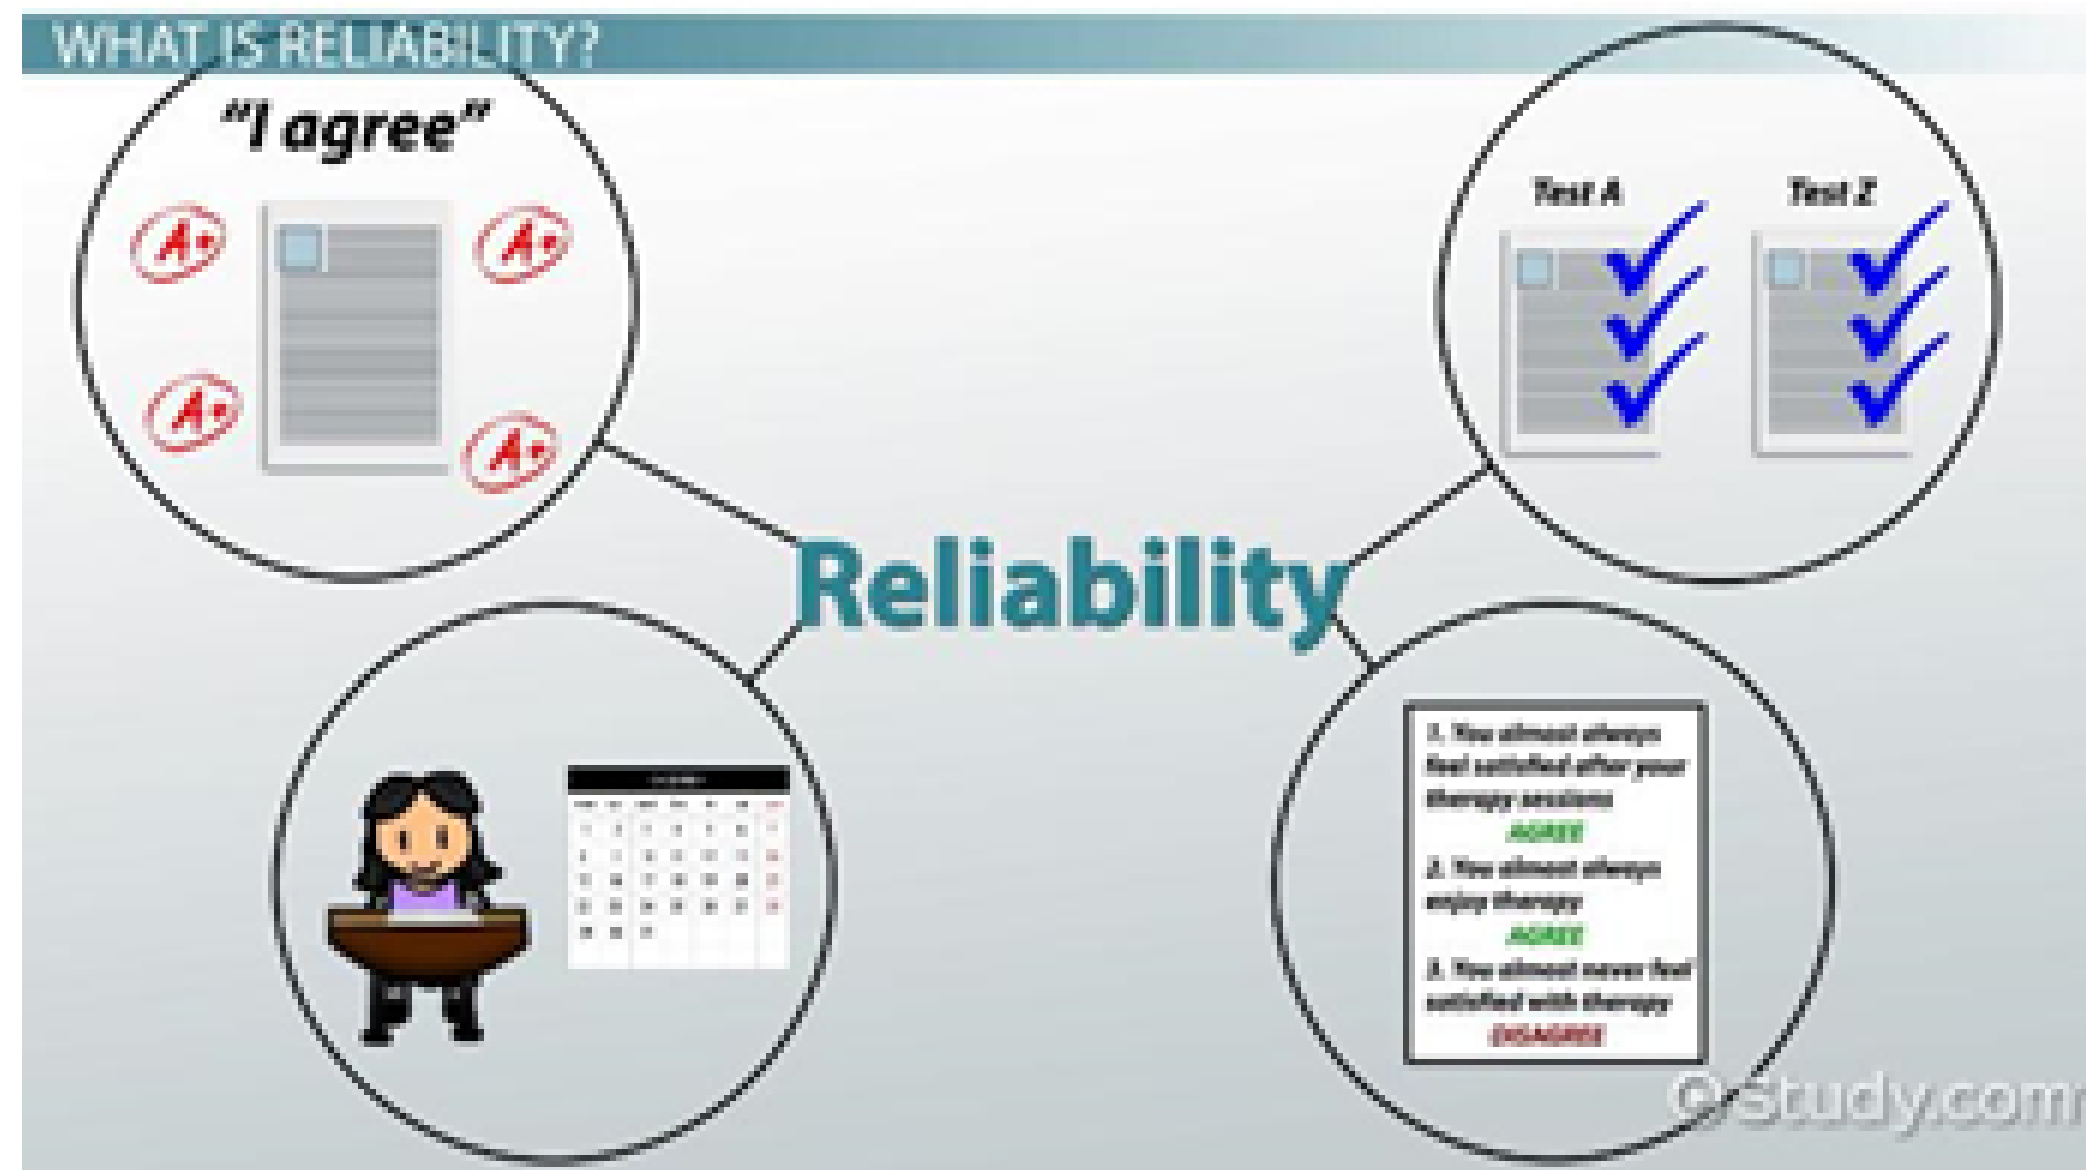 WHAT IS RELIABILITY?
"I agree"
A+
A+
A+
A+
Test A
Test Z
Reliability
1. You almost always
feel satisfied after your
therapy sessions
AGREE
2. You almost always
enjoy therapy
AGREE
3. You almost never feel
satisfied with therapy
DISAGREE
© Study.com